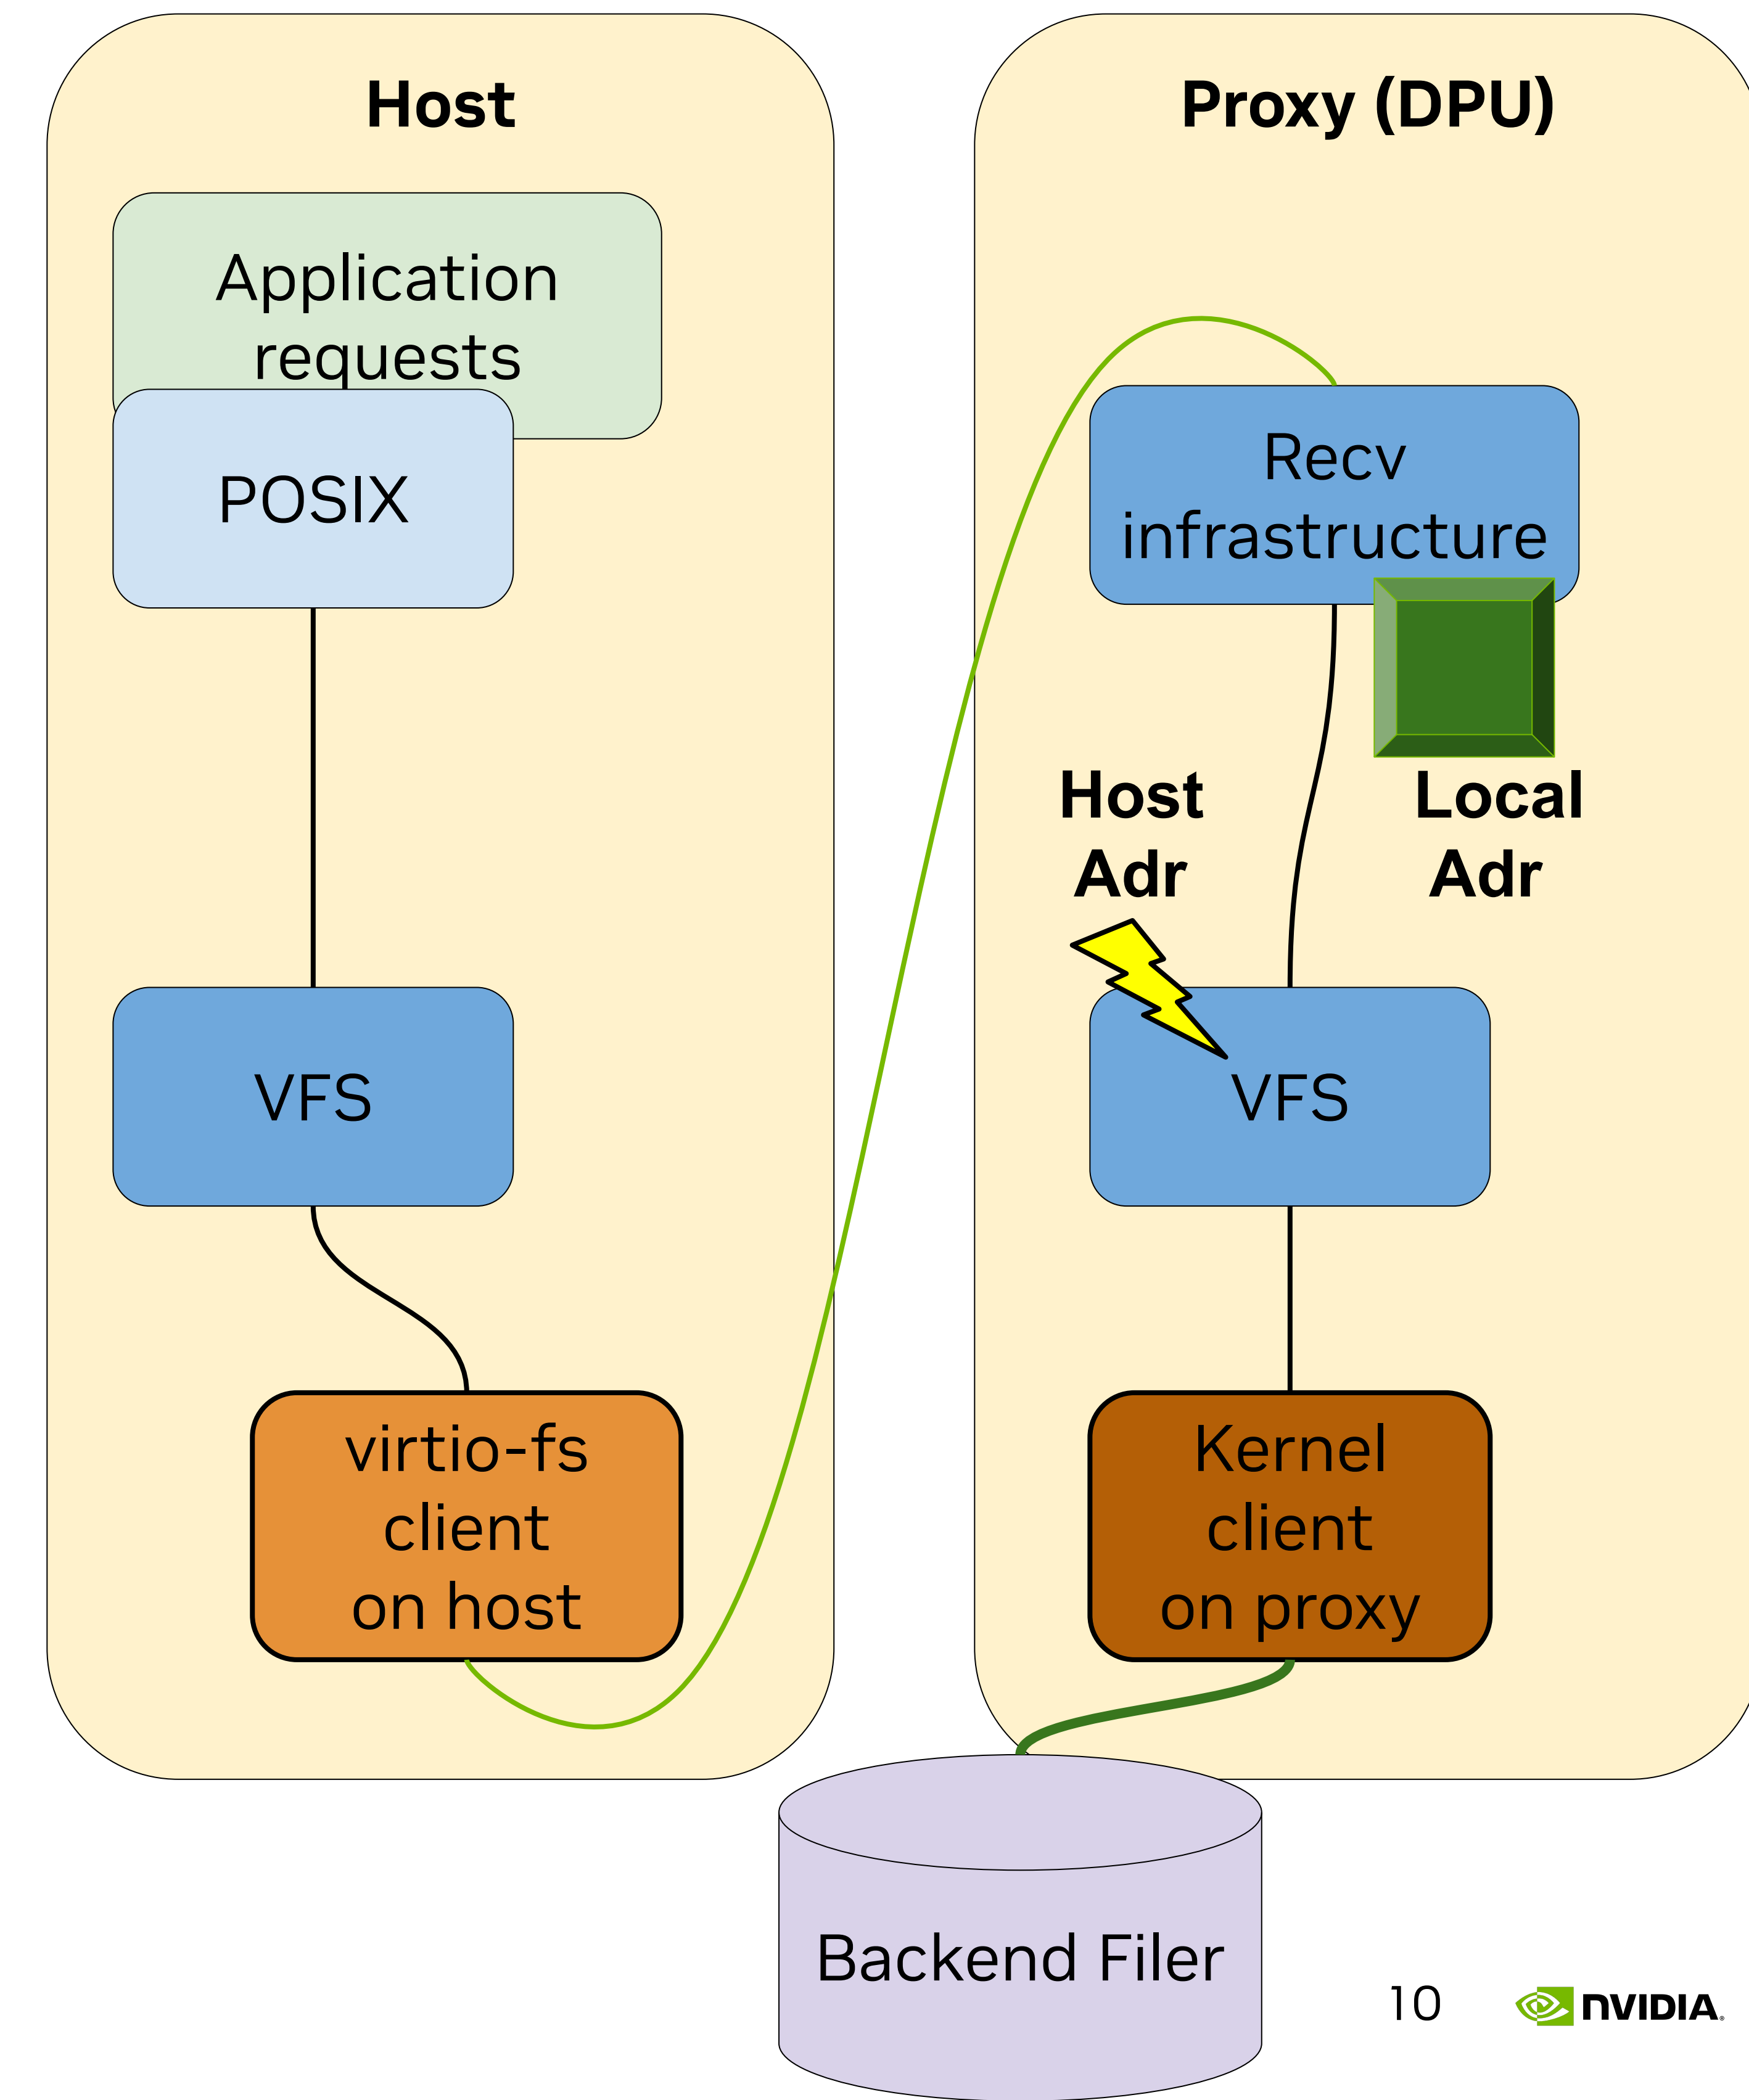 Host
Application
requests
POSIX
VFS
virtio-fs
client
on host
Proxy (DPU)
Recv
infrastructure
Host
Adr
Local
Adr
VFS
Kernel
client
on proxy
Backend Filer
10
NVIDIA